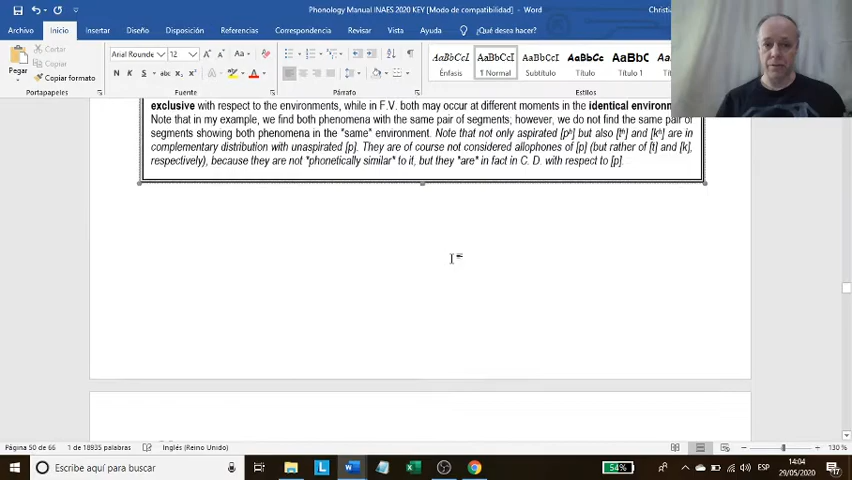 Phonology Manual INAES 2020 KEY [Modo de compatibilidad] - Word
Archivo Inicio Insertar Diseño Disposición Referencias Correspondencia Revisar Vista Ayuda ¿Qué desea hacer?
Pegar
Cortar
Copiar
Copiar formato
Portapapeles
Arial Rounde 12
Fuente
Párrafo
AaBbCcI AaBbCcI AaBbCcI AaBbCc AaBbC
Énfasis ¶ Normal Subtítulo Título Título 1
Estilos
exclusive with respect to the environments, while in F.V. both may occur at different moments in the identical environ
Note that in my example, we find both phenomena with the same pair of segments; however, we do not find the same pair of
segments showing both phenomena in the "same" environment. Note that not only aspirated [pʰ] but also [tʰ] and [kʰ] are in
complementary distribution with unaspirated [p]. They are of course not considered allophones of [p] (but rather of [t] and [k],
respectively), because they are not *phonetically similar* to it, but they *are* in fact in C. D. with respect to [p].
Página 50 de 66 1 de 18935 palabras Inglés (Reino Unido) 130 %
Escribe aquí para buscar
54%
ESP
14:04
29/05/2020
17